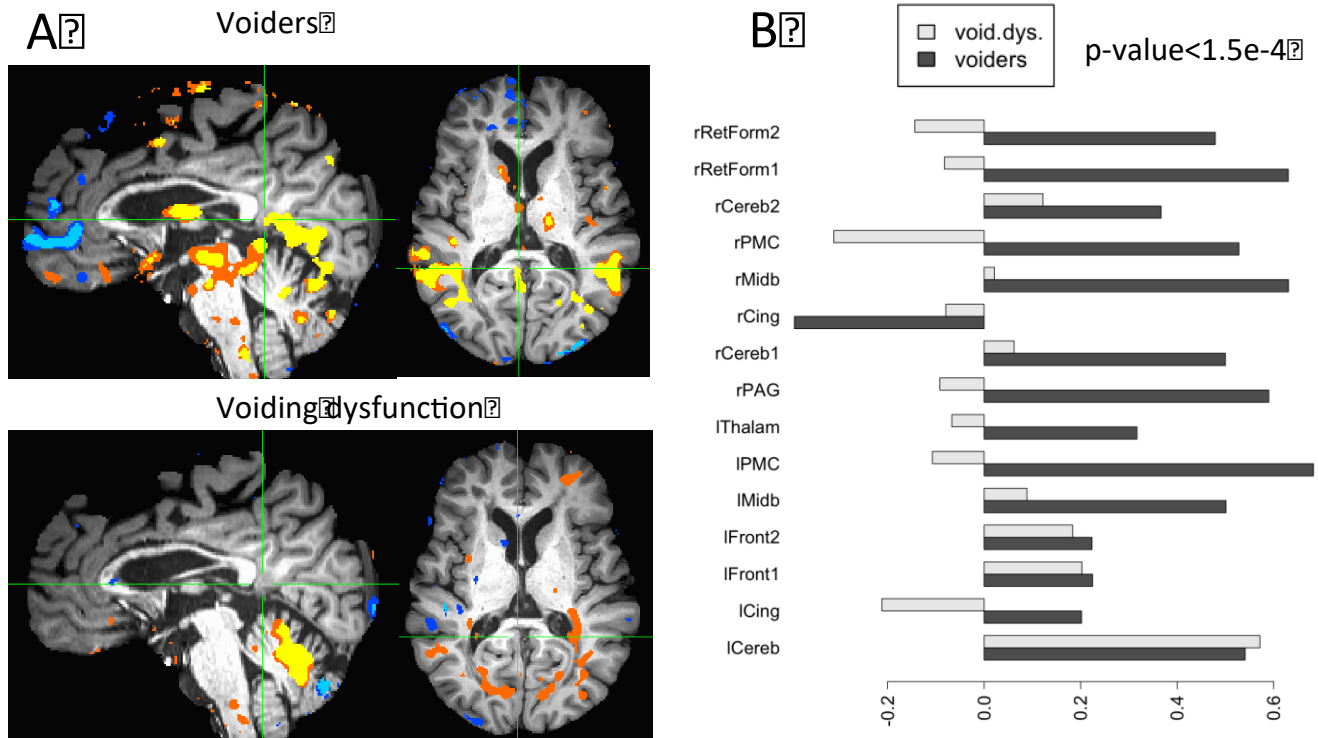 A
Voiders
Voiding dysfunction
B
void.dys.
voiders
p-value<1.5e-4
rRetForm2
rRetForm1
rCereb2
rPMC
rMidb
rCing
rCereb1
rPAG
lThalam
lPMC
lMidb
lFront2
lFront1
lCing
lCereb
-0.2
0.0
0.2
0.4
0.6